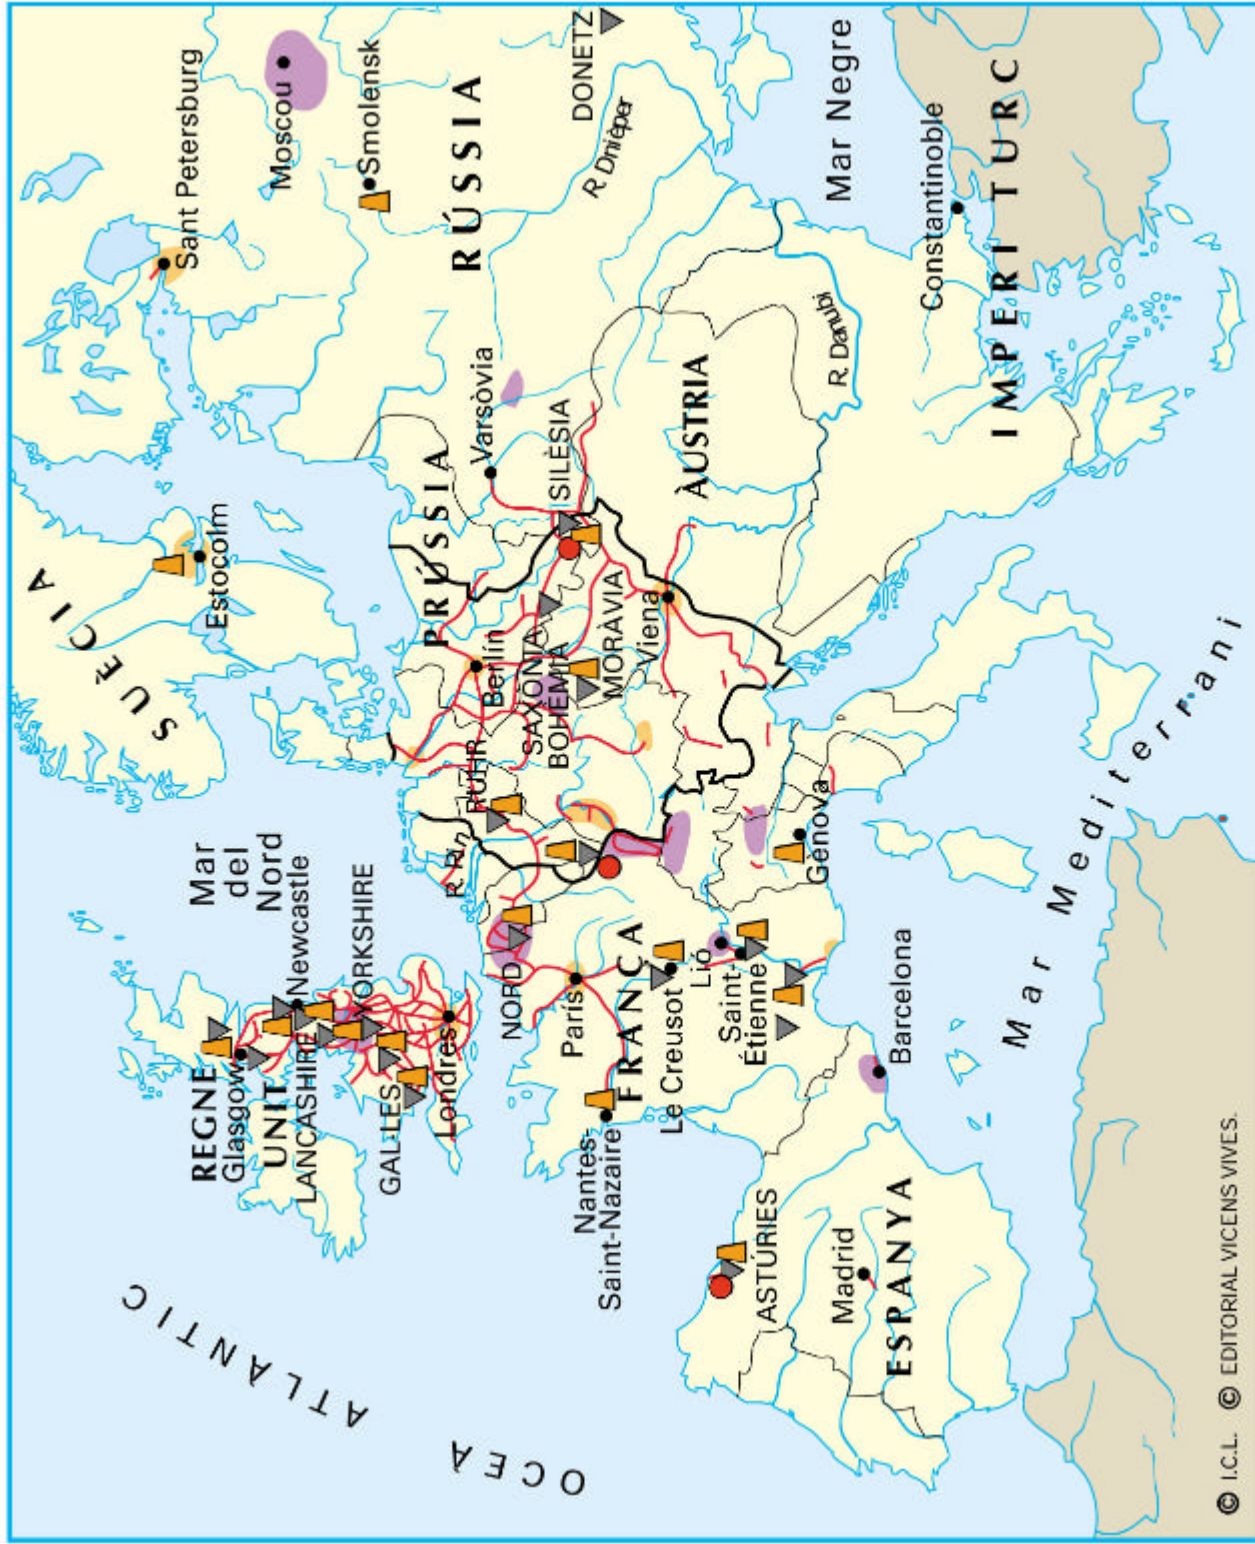 OCEÀ ATLÀNTIC
REGNE
UNIT
Glasgow
LANCASHIRE
GAL·LES
Londres
Newcastle
YORKSHIRE
Mar
del
Nord
SUÈCIA
Estocolm
Sant Petersburg
Moscou
Smolensk
RÚSSIA
DONETZ
R. Dnièper
Mar Negre
Constantinoble
IMPERI TURC
R. Danubi
ÀUSTRIA
Varsòvia
SILÈSIA
PRÚSSIA
Berlín
SAXÒNIA
BOHÈMIA
MORÀVIA
Viena
RUHR
R. Rin
NORD
París
FRANÇA
Nantes-
Saint-Nazaire
Le Creusot
Lió
Saint-
Étienne
Gènova
Barcelona
ASTÚRIES
Madrid
ESPANYA
Mar Mediterrani
© I.C.L. © EDITORIAL VICENS VIVES.